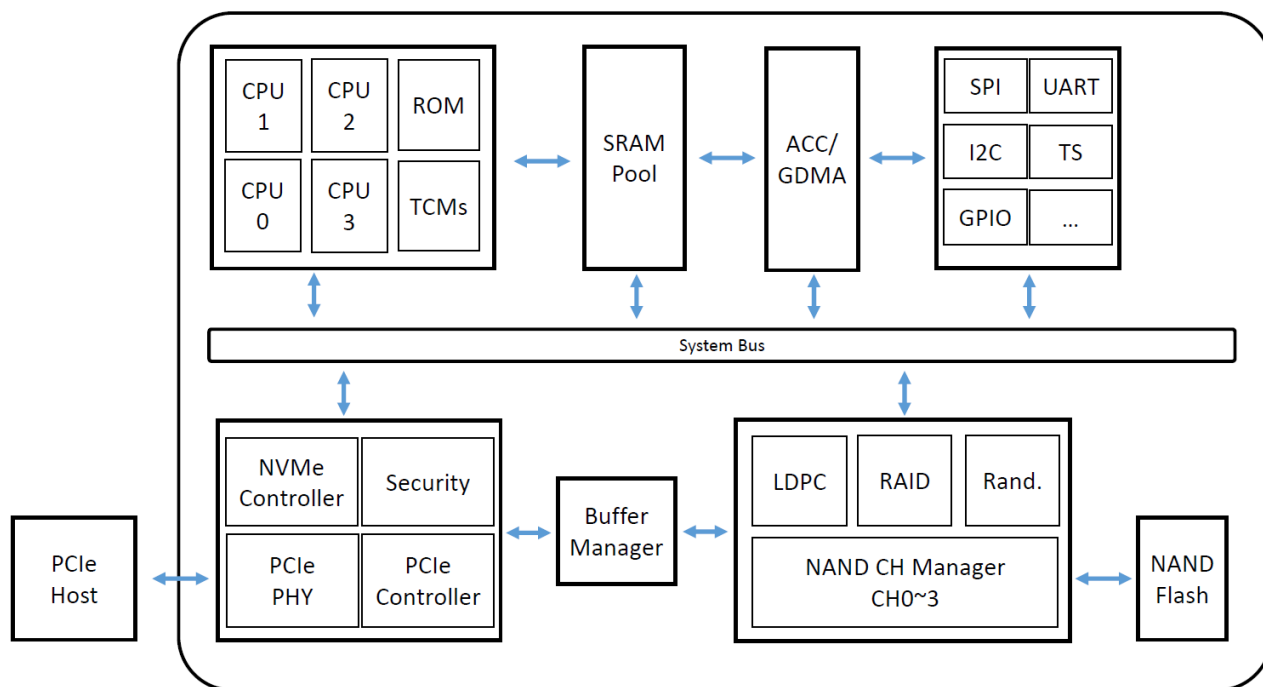 CPU
1
CPU
2
ROM
CPU
0
CPU
3
TCMs
SRAM
Pool
ACC/
GDMA
SPI
UART
I2C
TS
GPIO
...
System Bus
NVMe
Controller
Security
PCIe
PHY
PCIe
Controller
Buffer
Manager
LDPC
RAID
Rand.
NAND CH Manager
CH0~3
PCIe
Host
NAND
Flash